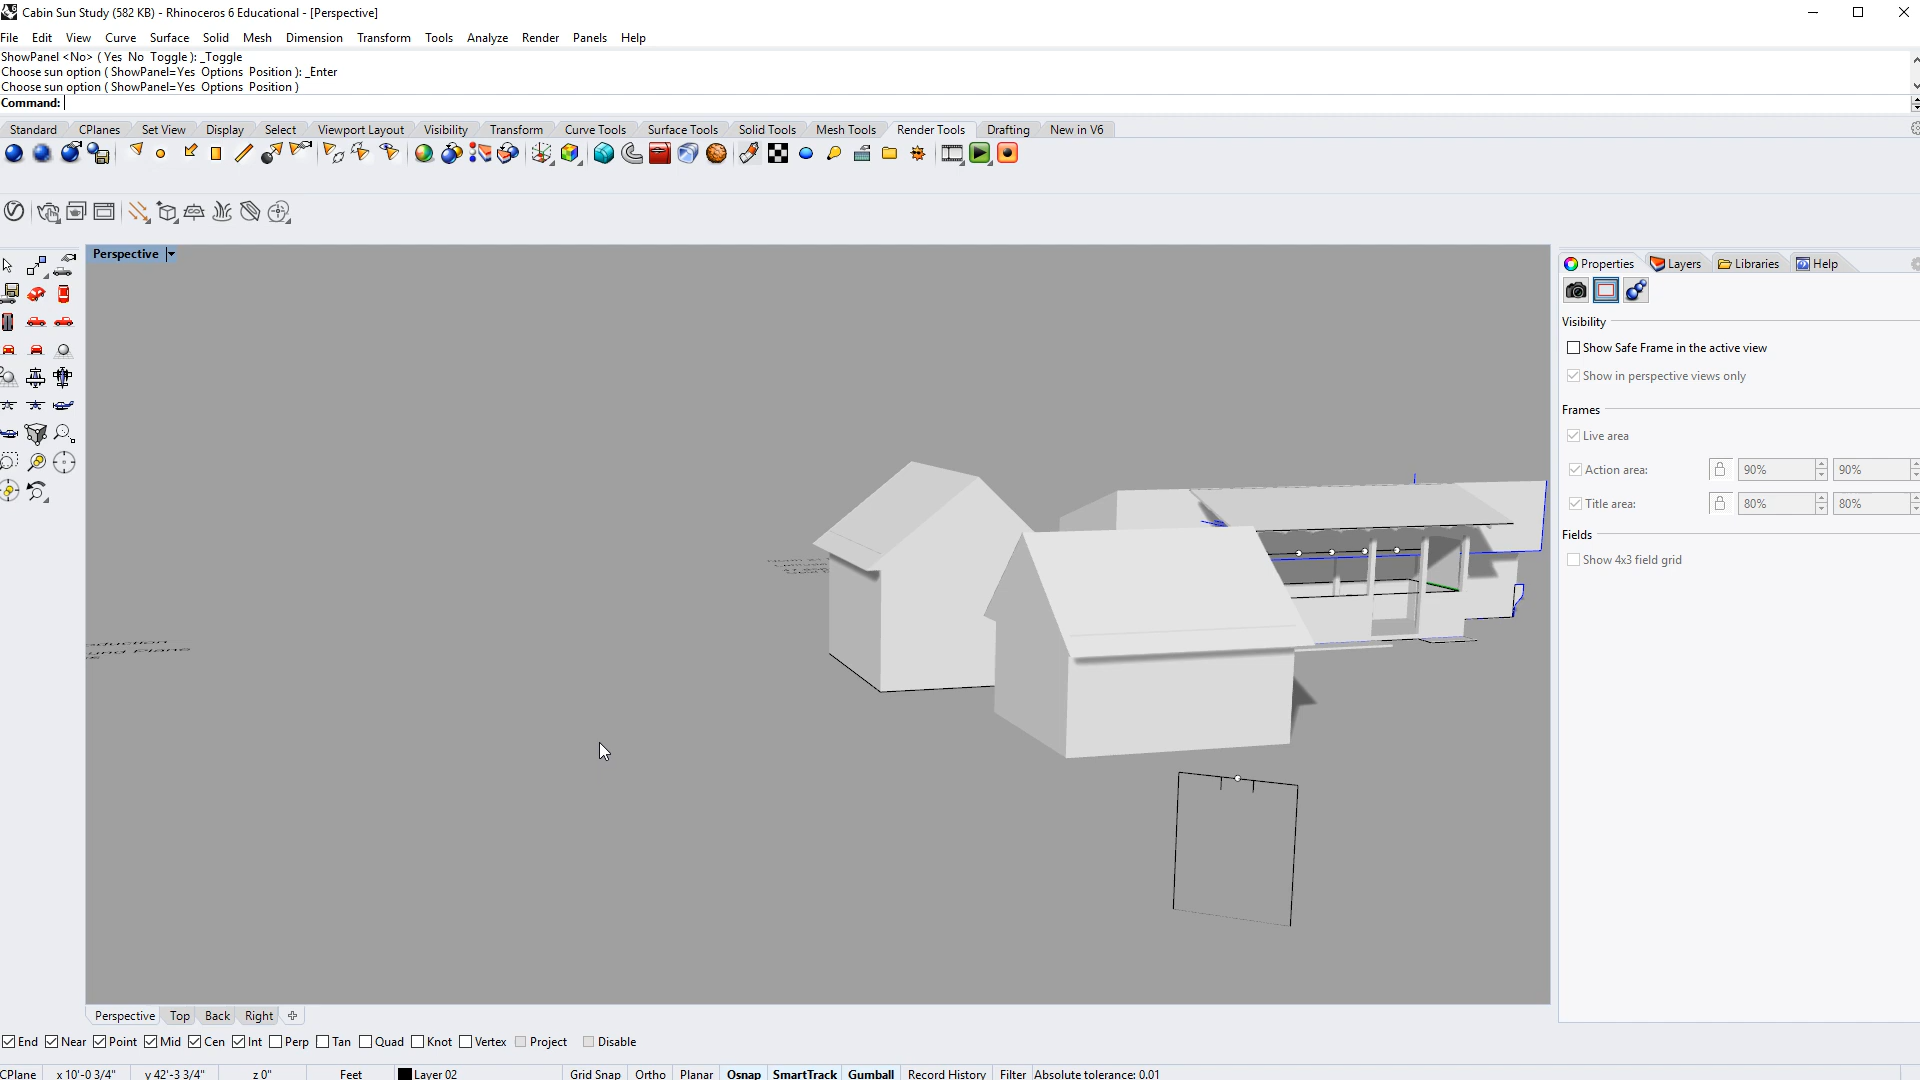 Cabin Sun Study (582 KB) - Rhinoceros 6 Educational - [Perspective]
File Edit View Curve Surface Solid Mesh Dimension Transform Tools Analyze Render Panels Help
ShowPanel <No> ( Yes No Toggle ): _Toggle
Choose sun option ( ShowPanel=Yes Options Position ): _Enter
Choose sun option ( ShowPanel=Yes Options Position )
Command:
Standard CPlanes Set View Display Select Viewport Layout Visibility Transform Curve Tools Surface Tools Solid Tools Mesh Tools Render Tools Drafting New in V6
Perspective
Properties Layers Libraries Help
Visibility
Show Safe Frame in the active view
Show in perspective views only
Frames
Live area
Action area: 90% 90%
Title area: 80% 80%
Fields
Show 4x3 field grid
Perspective Top Back Right
End Near Point Mid Cen Int Perp Tan Quad Knot Vertex Project Disable
CPlane x 10'-0 3/4" y 42'-3 3/4" z 0" Feet Layer 02 Grid Snap Ortho Planar Osnap SmartTrack Gumball Record History Filter Absolute tolerance: 0.01